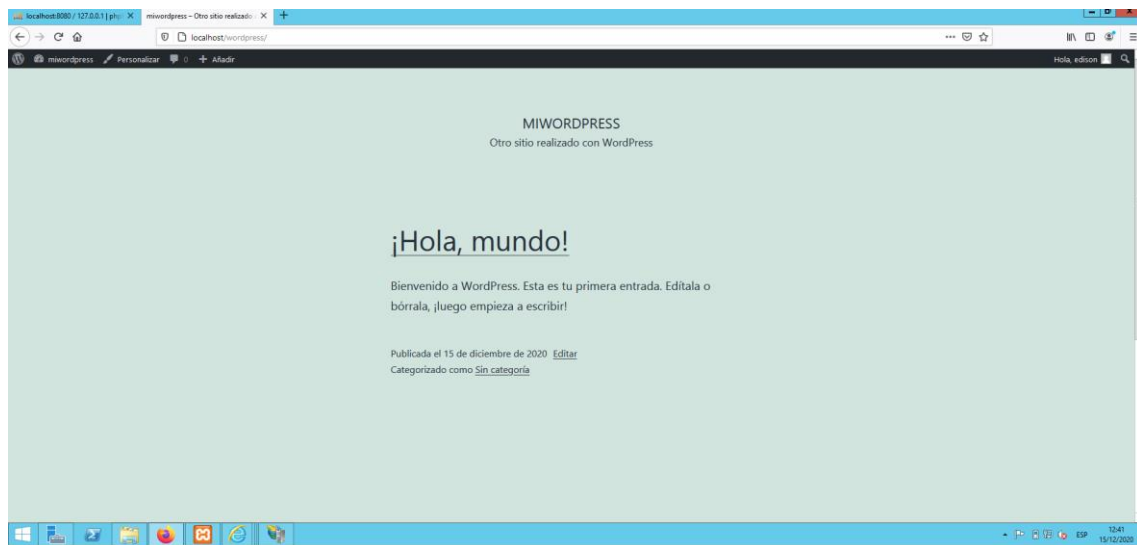 localhost:8080 / 127.0.0.1 | php
miwordpress – Otro sitio realizado
localhost/wordpress/
miwordpress Personalizar 0 Añadir
Hola, edison
MIWORDPRESS
Otro sitio realizado con WordPress
¡Hola, mundo!
Bienvenido a WordPress. Esta es tu primera entrada. Edítala o
bórrala, ¡luego empieza a escribir!
Publicada el 15 de diciembre de 2020 Editar
Categorizado como Sin categoría
ESP
12:41
15/12/2020